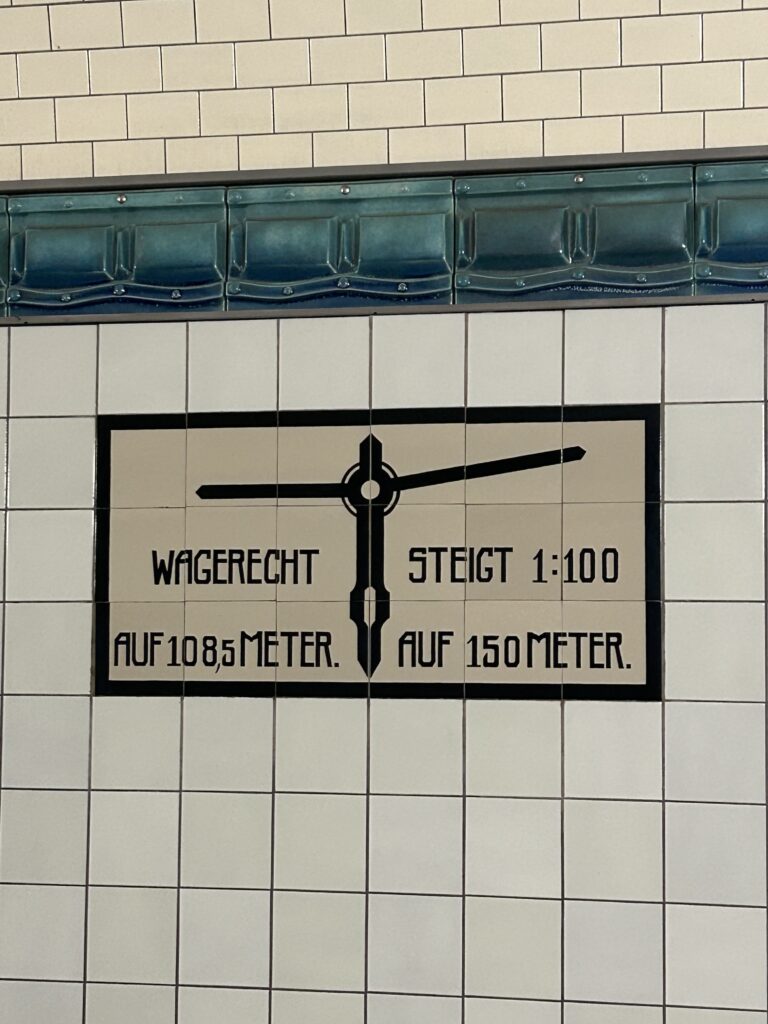 WAGERECHT
AUF 108,5 METER.
STEIGT 1:100
AUF 150 METER.